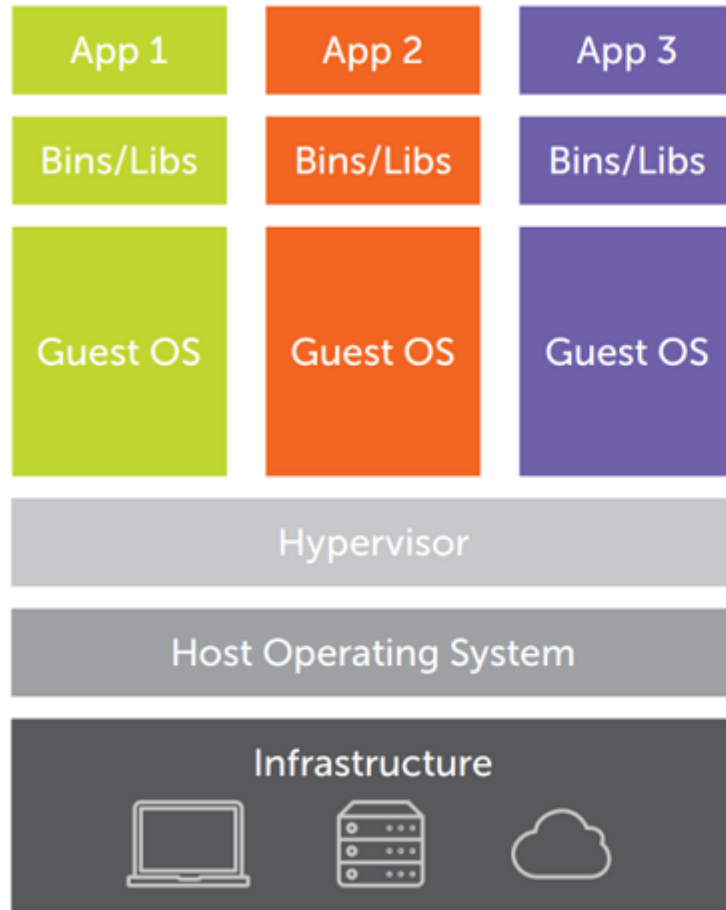 App 1
App 2
App 3
Bins/Libs
Bins/Libs
Bins/Libs
Guest OS
Guest OS
Guest OS
Hypervisor
Host Operating System
Infrastructure